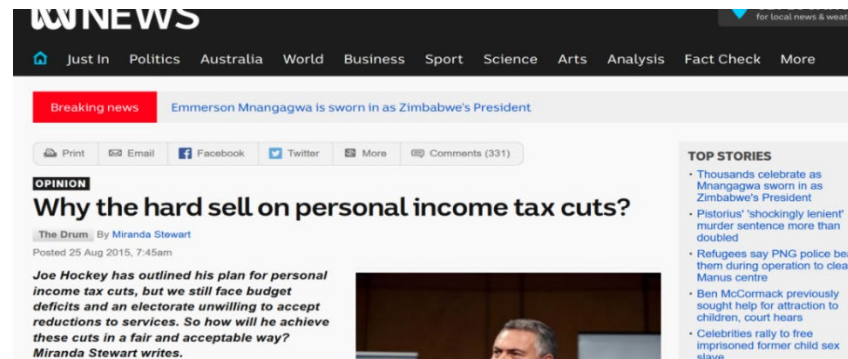 NEWS
for local news & weat
Just In Politics Australia World Business Sport Science Arts Analysis Fact Check More
Breaking news Emmerson Mnangagwa is sworn in as Zimbabwe's President
Print Email Facebook Twitter More Comments (331)
OPINION
Why the hard sell on personal income tax cuts?
The Drum By Miranda Stewart
Posted 25 Aug 2015, 7:45am
Joe Hockey has outlined his plan for personal
income tax cuts, but we still face budget
deficits and an electorate unwilling to accept
reductions to services. So how will he achieve
these cuts in a fair and acceptable way?
Miranda Stewart writes.
TOP STORIES
Thousands celebrate as
Mnangagwa sworn in as
Zimbabwe's President
Pistorius' 'shockingly lenient'
murder sentence more than
doubled
Refugees say PNG police bea
them during operation to clea
Manus centre
Ben McCormack previously
sought help for attraction to
children, court hears
Celebrities rally to free
imprisoned former child sex
slave